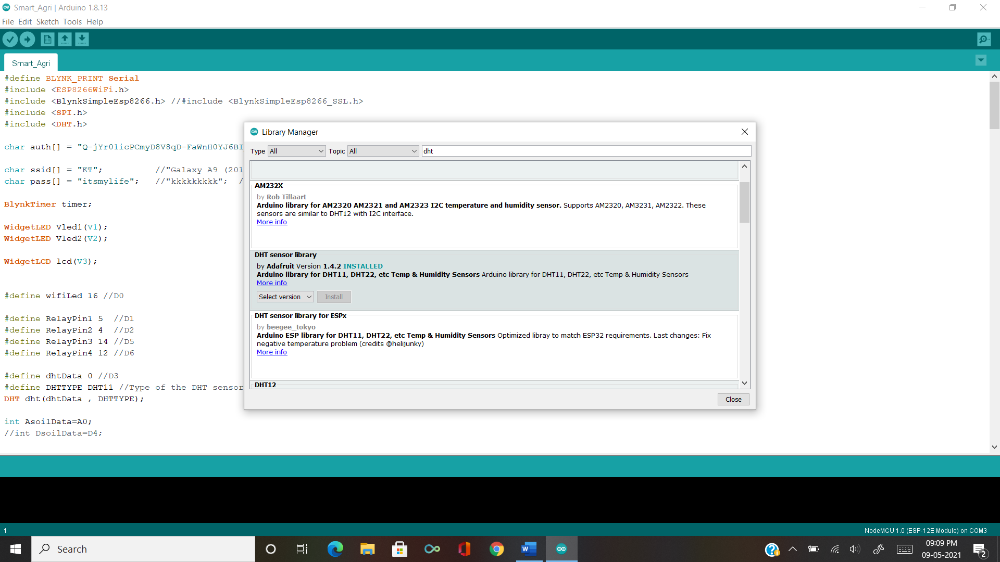 Smart_Agri | Arduino 1.8.13
File Edit Sketch Tools Help
Smart_Agri
#define BLYNK_PRINT Serial
#include <ESP8266WiFi.h>
#include <BlynkSimpleEsp8266.h> //#include <BlynkSimpleEsp8266_SSL.h>
#include <SPI.h>
#include <DHT.h>
char auth[] = "Q-jYr01icPCmyD8V8qD-FaWnH0YJ6BI
char ssid[] = "KT"; //"Galaxy A9 (201
char pass[] = "itsmylife"; //"kkkkkkkkk"; /
BlynkTimer timer;
WidgetLED Vled1(V1);
WidgetLED Vled2(V2);
WidgetLCD lcd(V3);
#define wifiLed 16 //D0
#define RelayPin1 5 //D1
#define RelayPin2 4 //D2
#define RelayPin3 14 //D5
#define RelayPin4 12 //D6
#define dhtData 0 //D3
#define DHTTYPE DHT11 //Type of the DHT sensor
DHT dht(dhtData , DHTTYPE);
int AsoilData=A0;
//int DsoilData=D4;
Library Manager
Type All Topic All dht
AM232X
by Rob Tillaart
Arduino library for AM2320 AM2321 and AM2323 I2C temperature and humidity sensor. Supports AM2320, AM3231, AM2322. These
sensors are similar to DHT12 with I2C interface.
More info
DHT sensor library
by Adafruit Version 1.4.2 INSTALLED
Arduino library for DHT11, DHT22, etc Temp & Humidity Sensors Arduino library for DHT11, DHT22, etc Temp & Humidity Sensors
More info
Select version Install
DHT sensor library for ESPx
by beegee_tokyo
Arduino ESP library for DHT11, DHT22, etc Temp & Humidity Sensors Optimized libray to match ESP32 requirements. Last changes: Fix
negative temperature problem (credits @helijunky)
More info
DHT12
Close
1
NodeMCU 1.0 (ESP-12E Module) on COM3
Search
09:09 PM
09-05-2021
2